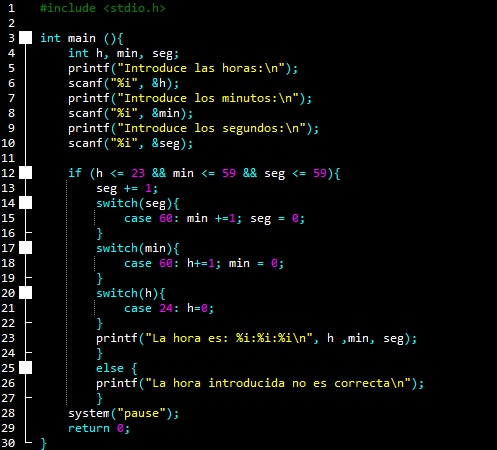 1 #include <stdio.h>
2
3 int main (){
4 int h, min, seg;
5 printf("Introduce las horas:\n");
6 scanf("%i", &h);
7 printf("Introduce los minutos:\n");
8 scanf("%i", &min);
9 printf("Introduce los segundos:\n");
10 scanf("%i", &seg);
11
12 if (h <= 23 && min <= 59 && seg <= 59){
13 seg += 1;
14 switch(seg){
15 case 60: min +=1; seg = 0;
16 }
17 switch(min){
18 case 60: h+=1; min = 0;
19 }
20 switch(h){
21 case 24: h=0;
22 }
23 printf("La hora es: %i:%i:%i\n", h ,min, seg);
24 }
25 else {
26 printf("La hora introducida no es correcta\n");
27 }
28 system("pause");
29 return 0;
30 }